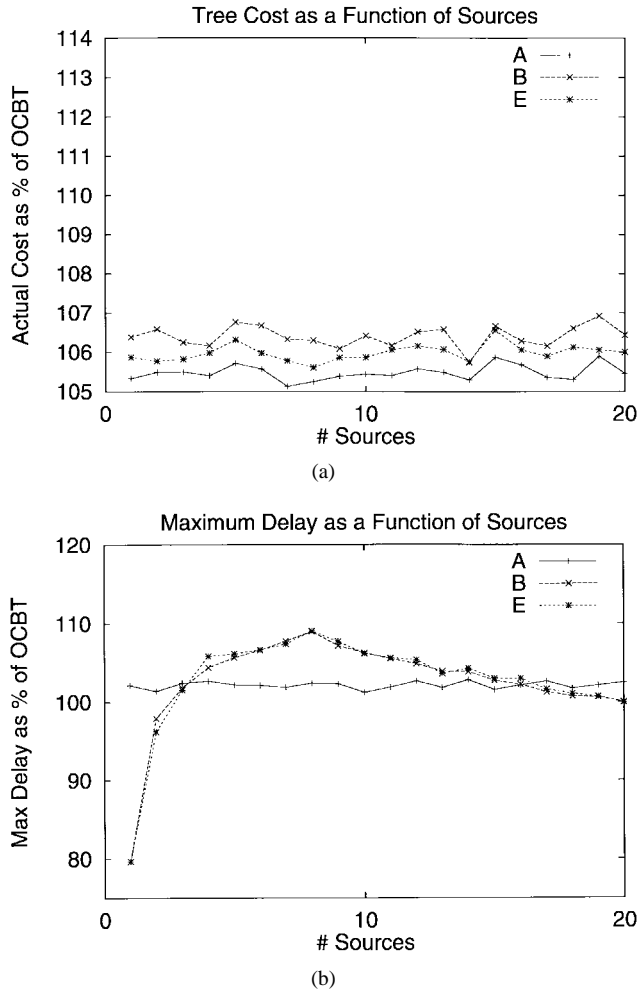 Tree Cost as a Function of Sources
114
113
112
111
110
109
108
107
106
105
Actual Cost as % of OCBT
A
B
E
0
10
20
# Sources
(a)
Maximum Delay as a Function of Sources
120
110
100
90
80
Max Delay as % of OCBT
A
B
E
0
10
20
# Sources
(b)